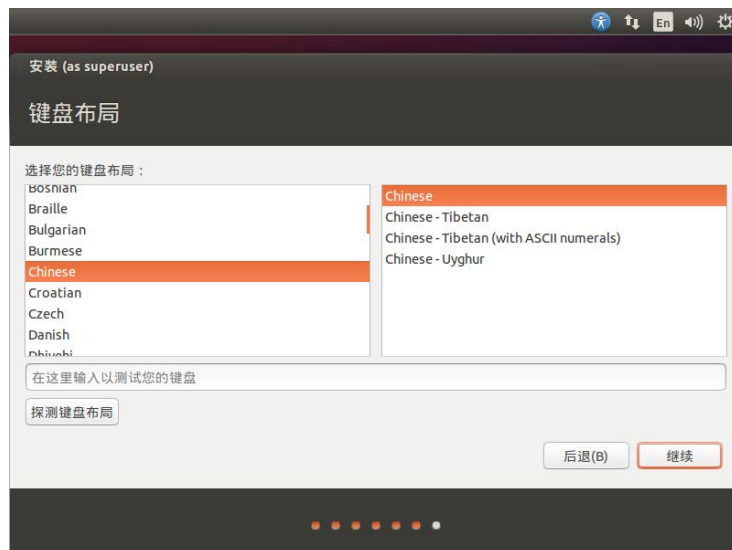 En
安装 (as superuser)
键盘布局
选择您的键盘布局：
Bosnian
Braille
Bulgarian
Burmese
Chinese
Croatian
Czech
Danish
Dhivehi
Chinese
Chinese - Tibetan
Chinese - Tibetan (with ASCII numerals)
Chinese - Uyghur
在这里输入以测试您的键盘
探测键盘布局
后退(B)
继续